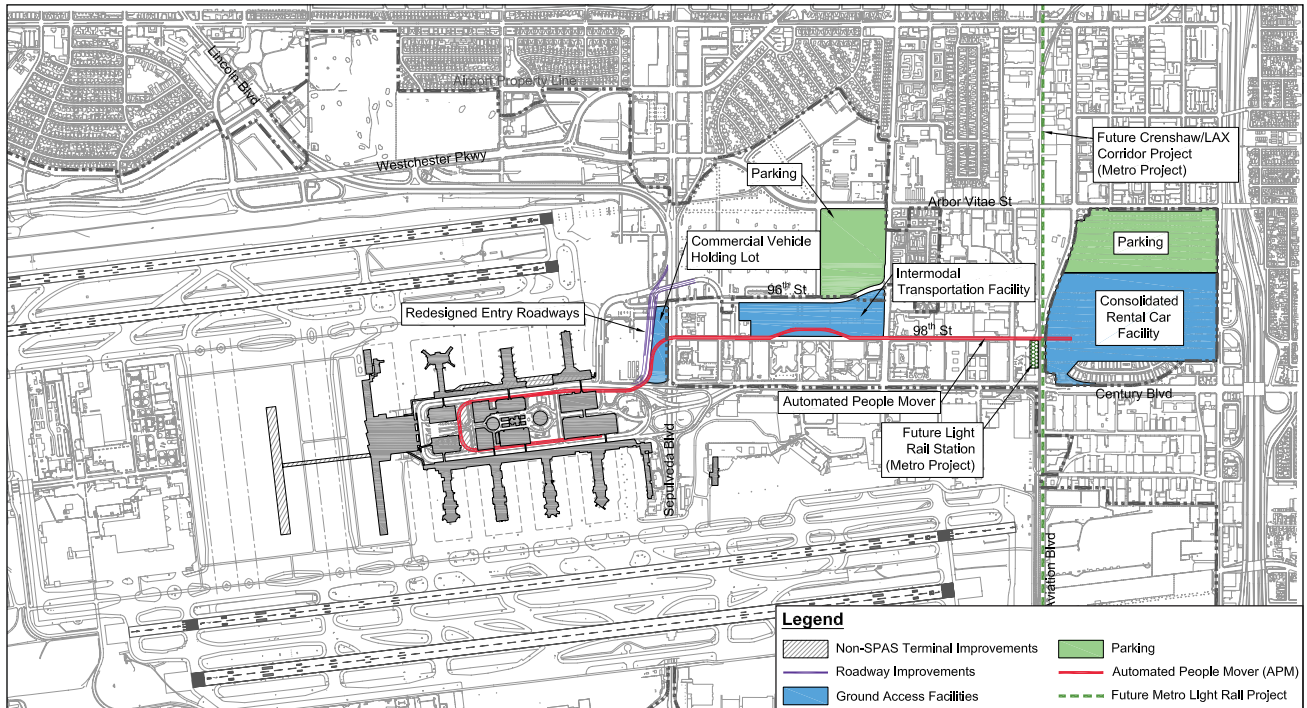 Lincoln Blvd
Airport Property Line
Westchester Pkwy
Future Crenshaw/LAX
Corridor Project
(Metro Project)
Parking
Arbor Vitae St
Commercial Vehicle
Holding Lot
Parking
Intermodal
Transportation Facility
96th St
Redesigned Entry Roadways
Consolidated
Rental Car
Facility
98th St
Century Blvd
Automated People Mover
Future Light
Rail Station
(Metro Project)
Sepulveda Blvd
Aviation Blvd
Legend
Non-SPAS Terminal Improvements
Roadway Improvements
Ground Access Facilities
Parking
Automated People Mover (APM)
Future Metro Light Rail Project